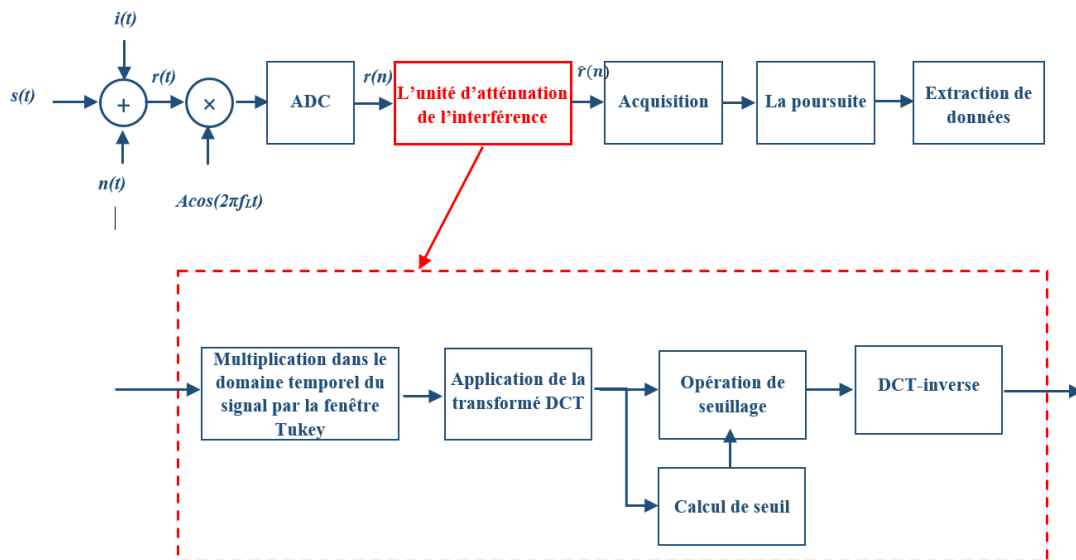 i(t)
s(t)
+
r(t)
×
n(t)
Acos(2πf_Lt)
ADC
r(n)
L'unité d'atténuation
de l'interférence
r̂(n)
Acquisition
La poursuite
Extraction de
données
Multiplication dans le
domaine temporel du
signal par la fenêtre
Tukey
Application de la
transformé DCT
Opération de
seuillage
DCT-inverse
Calcul de seuil